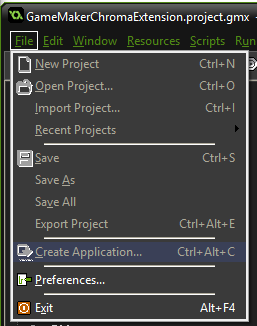 GameMakerChromaExtension.project.gmx -
File Edit Window Resources Scripts
New Project Ctrl+N
Open Project... Ctrl+O
Import Project... Ctrl+I
Recent Projects
Save Ctrl+S
Save As
Save All
Export Project Ctrl+Alt+E
Create Application... Ctrl+Alt+C
Preferences...
Exit Alt+F4